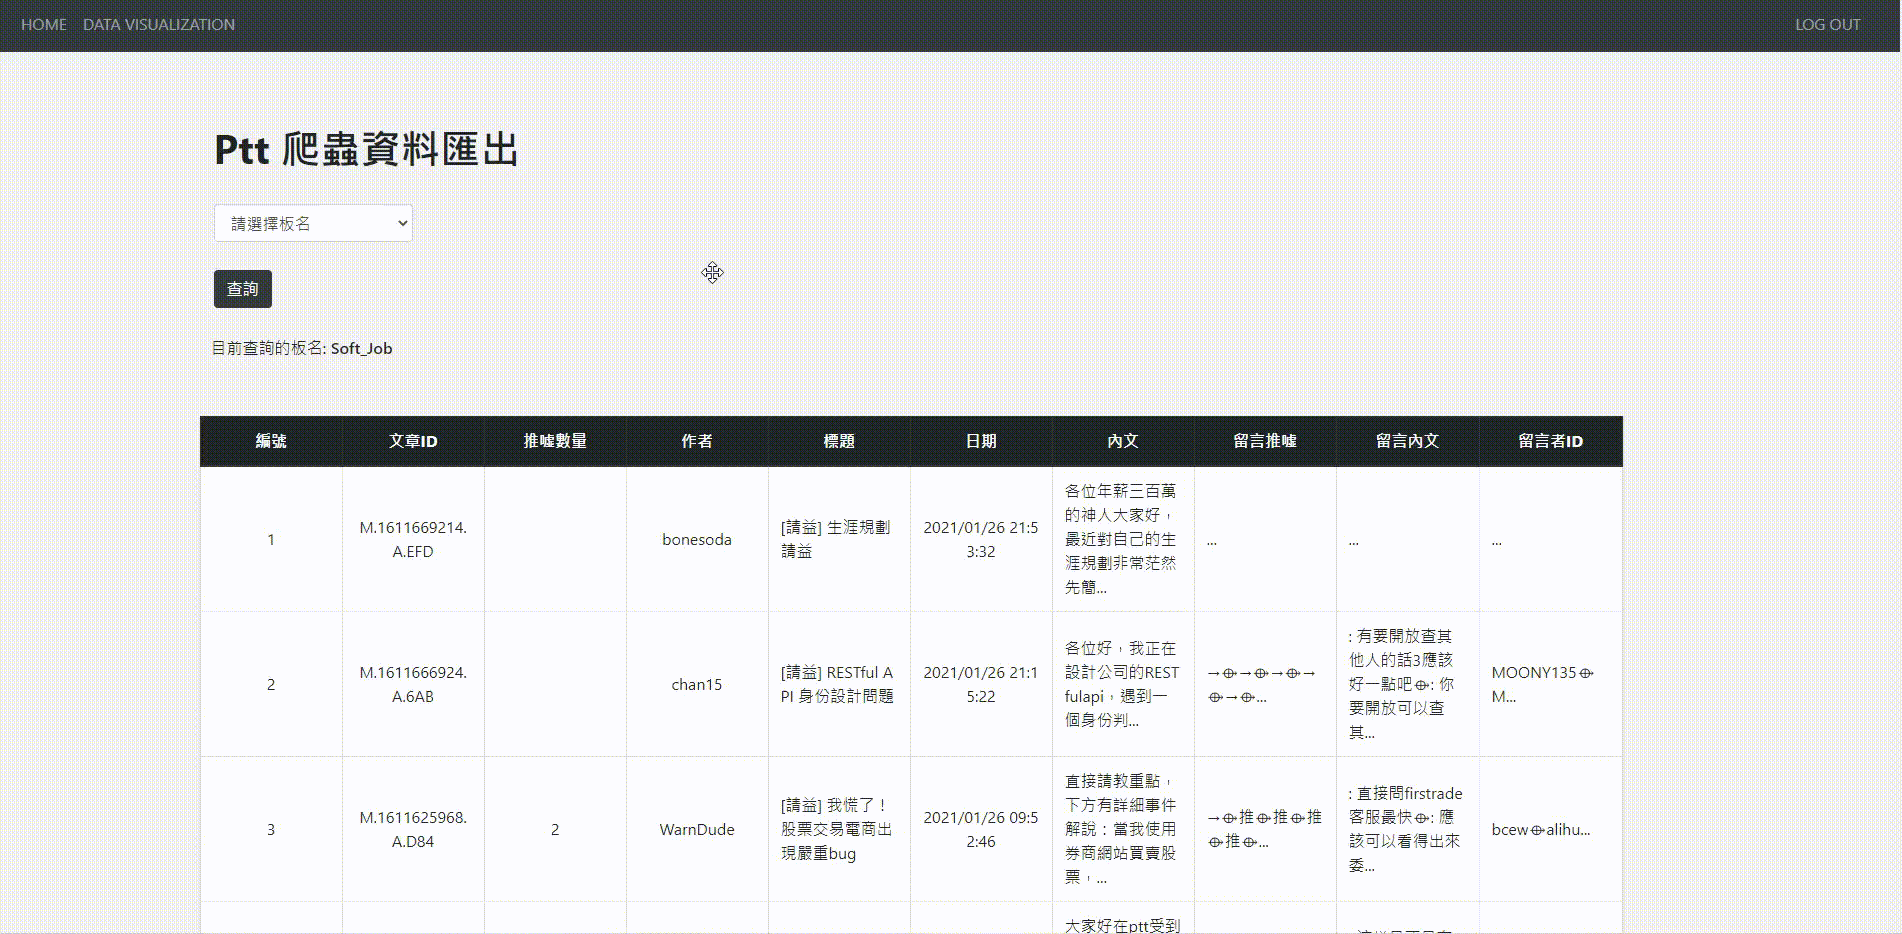 HOME DATA VISUALIZATION LOG OUT
Ptt 爬蟲資料匯出
請選擇板名
查詢
目前查詢的板名: Soft_Job
編號 文章ID 推噓數量 作者 標題 日期 內文 留言推噓 留言內文 留言者ID
1
M.1611669214.
A.EFD
bonesoda
[請益] 生涯規劃
請益
2021/01/26 21:5
3:32
各位年薪三百萬
的神人大家好，
最近對自己的生
涯規劃非常茫然
先簡...
...
...
...
2
M.1611666924.
A.6AB
chan15
[請益] RESTful A
PI 身份設計問題
2021/01/26 21:1
5:22
各位好，我正在
設計公司的REST
fulapi，遇到一
個身份判...
→⌖→⌖→⌖→
⌖→⌖...
: 有要開放查其
他人的話3應該
好一點吧⌖: 你
要開放可以查
其...
MOONY135⌖
M...
3
M.1611625968.
A.D84
2
WarnDude
[請益] 我慌了！
股票交易電商出
現嚴重bug
2021/01/26 09:5
2:46
直接請教重點，
下方有詳細事件
解說：當我使用
券商網站買賣股
票，...
→⌖推⌖推⌖推
⌖推⌖...
: 直接問firstrade
客服最快⌖: 應
該可以看得出來
委...
bcew⌖alihu...
大家好在ptt受到